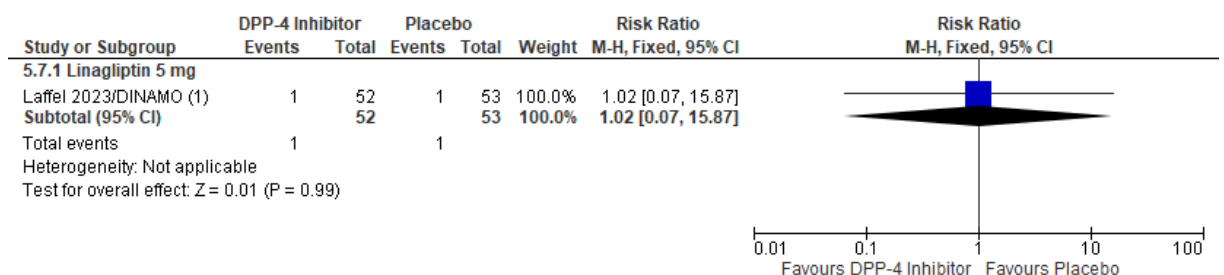 DPP-4 Inhibitor Placebo Risk Ratio Risk Ratio
Study or Subgroup Events Total Events Total Weight M-H, Fixed, 95% CI M-H, Fixed, 95% CI
5.7.1 Linagliptin 5 mg
Laffel 2023/DINAMO (1) 1 52 1 53 100.0% 1.02 [0.07, 15.87]
Subtotal (95% CI) 52 53 100.0% 1.02 [0.07, 15.87]
Total events 1 1
Heterogeneity: Not applicable
Test for overall effect: Z = 0.01 (P = 0.99)
0.01 0.1 1 10 100
Favours DPP-4 Inhibitor Favours Placebo